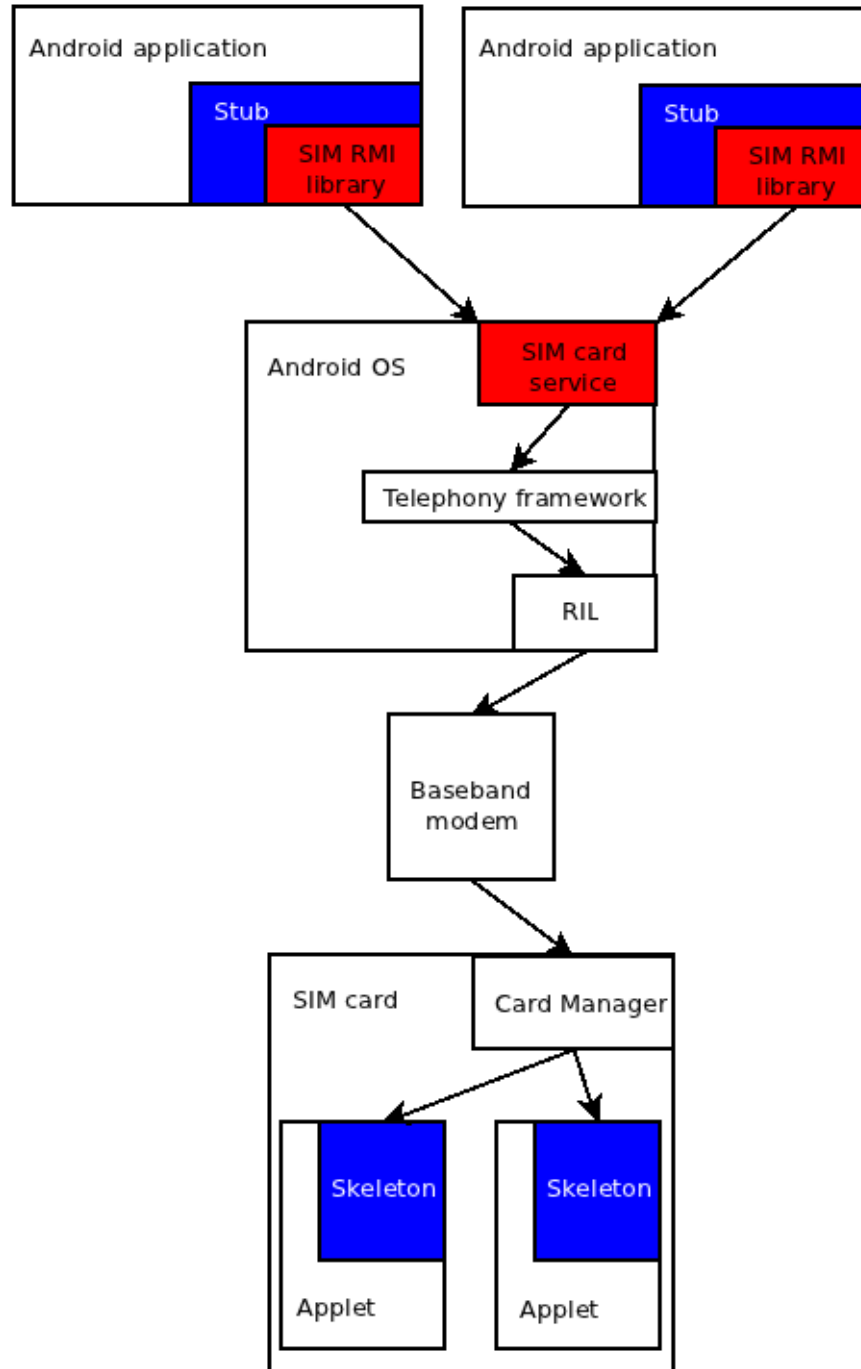 Android application
Stub
SIM RMI
library
Android application
Stub
SIM RMI
library
Android OS
SIM card
service
Telephony framework
RIL
Baseband
modem
SIM card
Card Manager
Skeleton
Applet
Skeleton
Applet